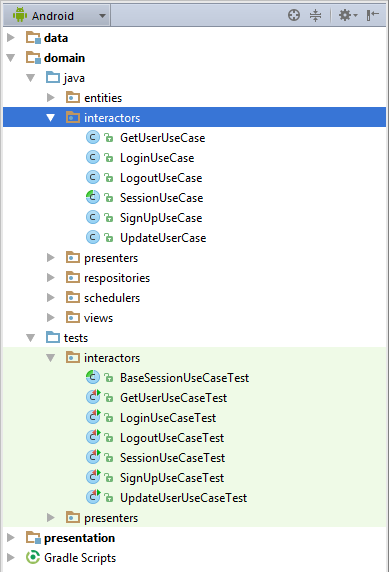 Android
data
domain
java
entities
interactors
GetUserUseCase
LoginUseCase
LogoutUseCase
SessionUseCase
SignUpUseCase
UpdateUserCase
presenters
respositories
schedulers
views
tests
interactors
BaseSessionUseCaseTest
GetUserUseCaseTest
LoginUseCaseTest
LogoutUseCaseTest
SessionUseCaseTest
SignUpUseCaseTest
UpdateUserUseCaseTest
presenters
presentation
Gradle Scripts